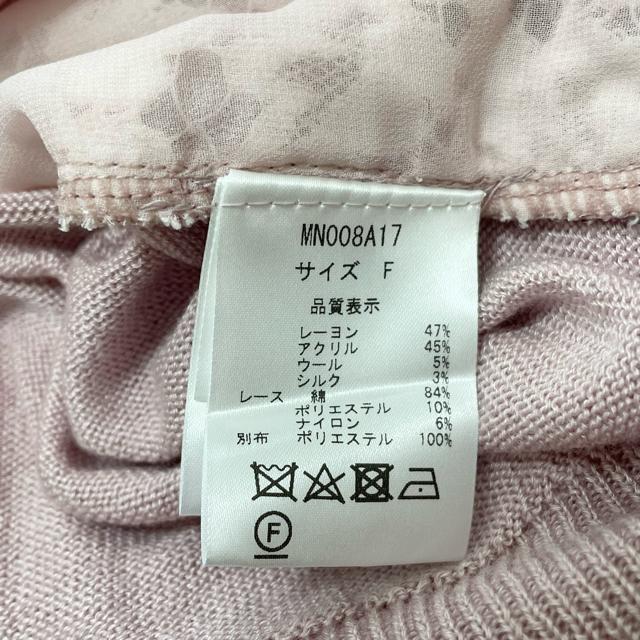 MN008A17
サイズ F
品質表示
レーヨン 47%
アクリル 45%
ウール 5%
シルク 3%
レース 綿 84%
ポリエステル 10%
ナイロン 6%
別布 ポリエステル 100%
F